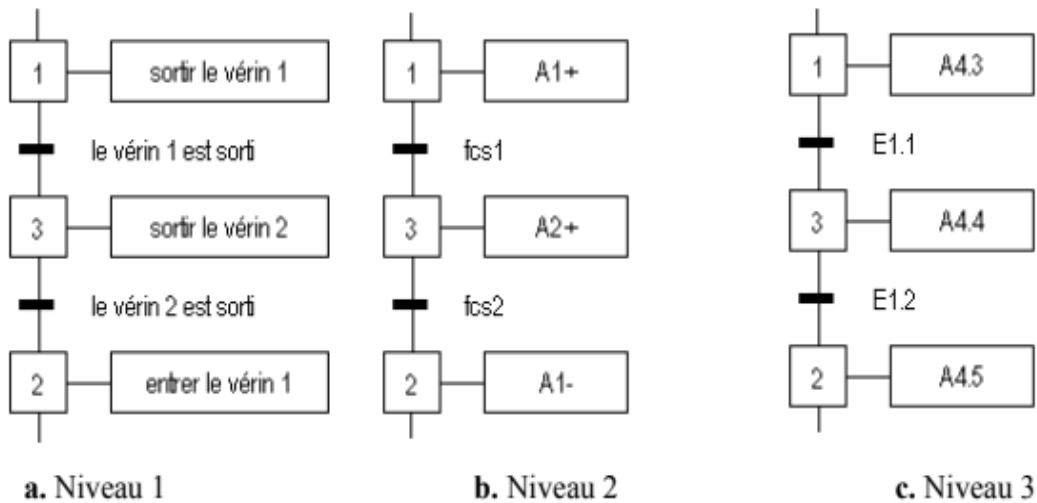 1 sortir le vérin 1
le vérin 1 est sorti
3 sortir le vérin 2
le vérin 2 est sorti
2 entrer le vérin 1
a. Niveau 1
1 A1+
fcs1
3 A2+
fcs2
2 A1-
b. Niveau 2
1 A4.3
E1.1
3 A4.4
E1.2
2 A4.5
c. Niveau 3